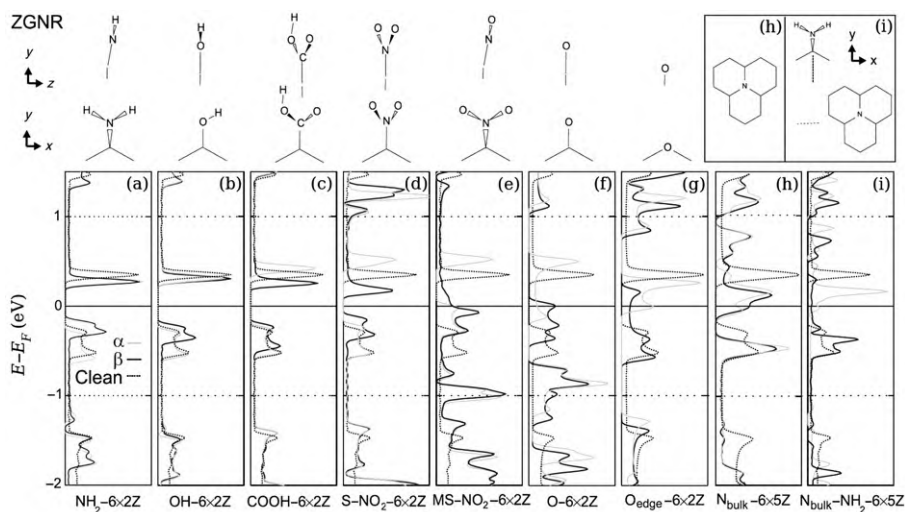 ZGNR
y
z
H
N
H
O
H
O
O
C
O
O
N
O
N
O
O
y
x
H
H
N
H
O
H
O
O
C
O
O
N
O
O
N
O
O
(h)
N
(i)
H
H
N
y
x
N
(a)
(b)
(c)
(d)
(e)
(f)
(g)
(h)
(i)
E–E_F (eV)
1
0
-1
-2
α
β
Clean
NH₂–6×2Z
OH–6×2Z
COOH–6×2Z
S–NO₂–6×2Z
MS–NO₂–6×2Z
O–6×2Z
O_edge–6×2Z
N_bulk–6×5Z
N_bulk–NH₂–6×5Z